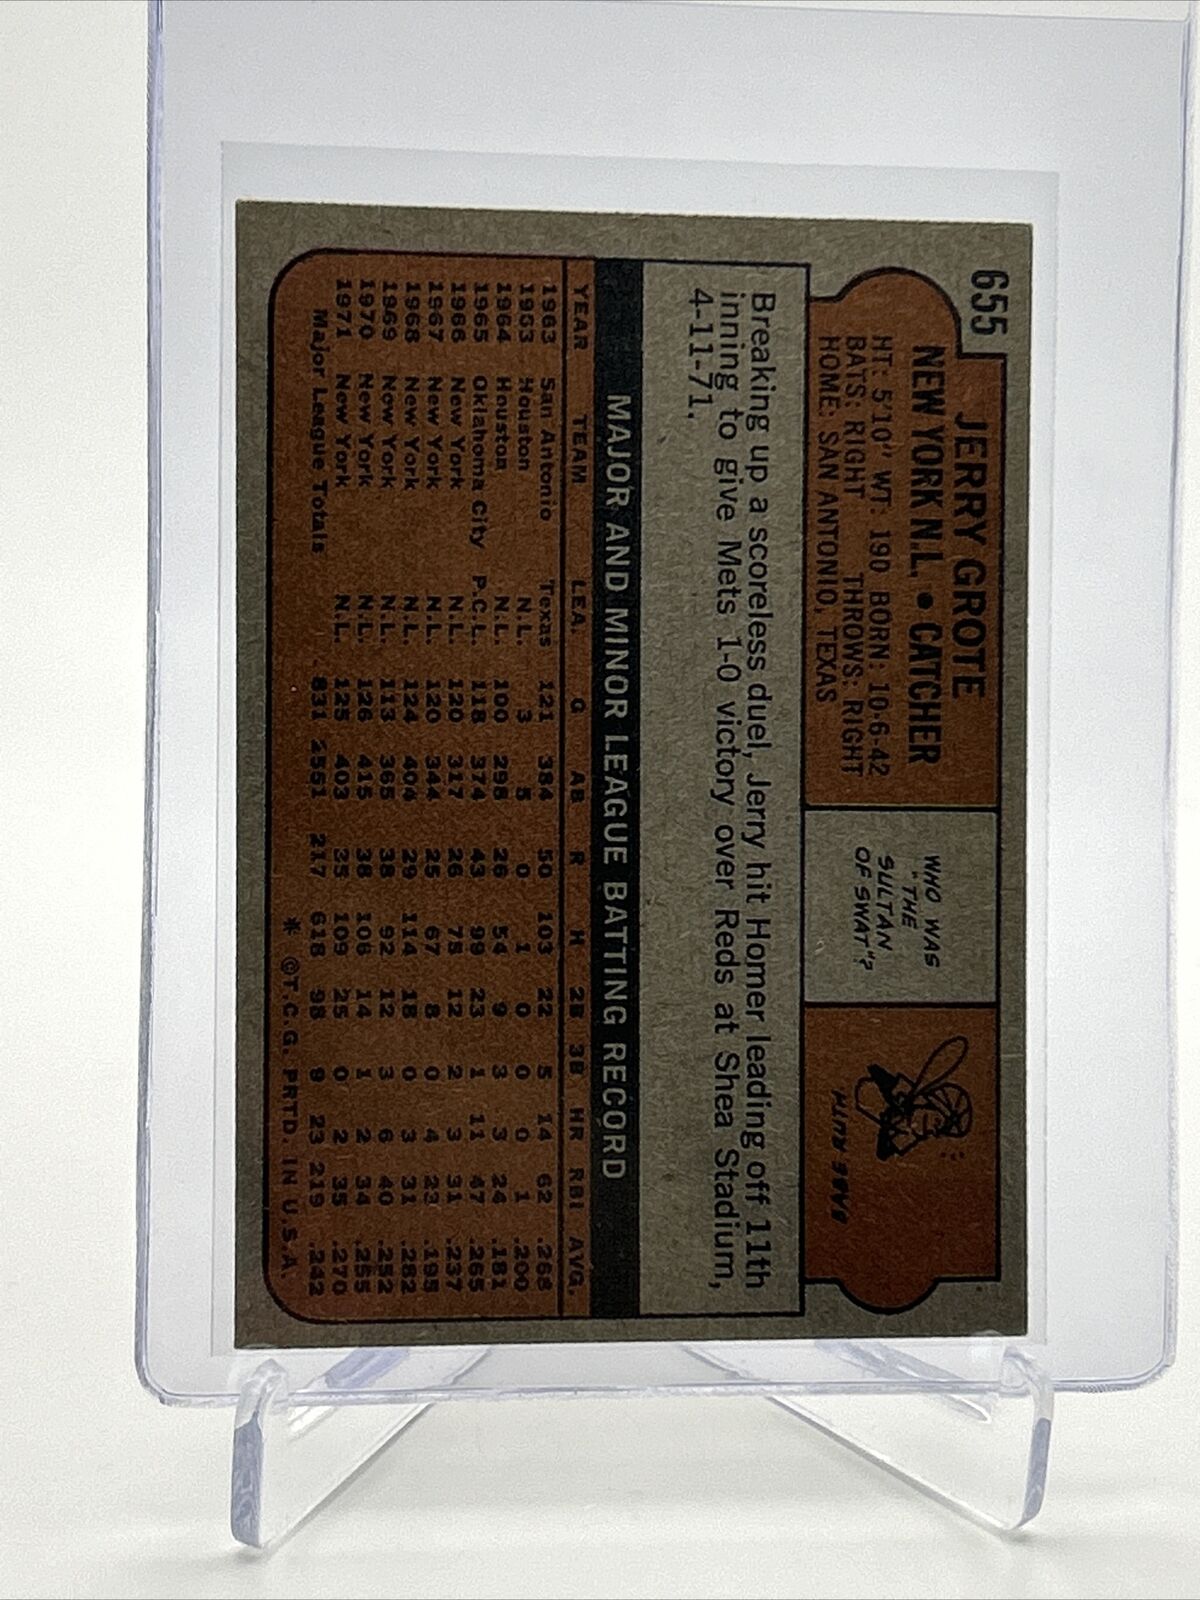 655
JERRY GROTE
NEW YORK N.L. • CATCHER
HT: 5'10" WT: 190 BORN: 10-6-42
BATS: RIGHT THROWS: RIGHT
HOME: SAN ANTONIO, TEXAS
WHO WAS
"THE
SULTAN
OF SWAT"?
BABE RUTH
Breaking up a scoreless duel, Jerry hit Homer leading off 11th
inning to give Mets 1-0 victory over Reds at Shea Stadium,
4-11-71.
MAJOR AND MINOR LEAGUE BATTING RECORD
YEAR TEAM LEA. G AB R H 2B 3B HR RBI AVG.
1963 San Antonio Texas 121 384 50 103 22 5 14 62 .268
1963 Houston N.L. 3 5 0 1 0 0 0 1 .200
1964 Houston N.L. 100 298 26 54 9 3 3 24 .181
1965 Oklahoma City P.C.L. 118 374 43 99 23 1 11 47 .265
1966 New York N.L. 120 317 26 75 12 2 3 31 .237
1967 New York N.L. 120 344 25 67 8 0 4 23 .195
1968 New York N.L. 124 404 29 114 18 0 3 31 .282
1969 New York N.L. 113 365 38 92 12 3 6 40 .252
1970 New York N.L. 126 415 38 106 14 1 2 34 .255
1971 New York N.L. 125 403 35 109 25 0 2 35 .270
Major League Totals 831 2551 217 618 98 9 23 219 .242
* ©T.C.G. PRTD. IN U.S.A.